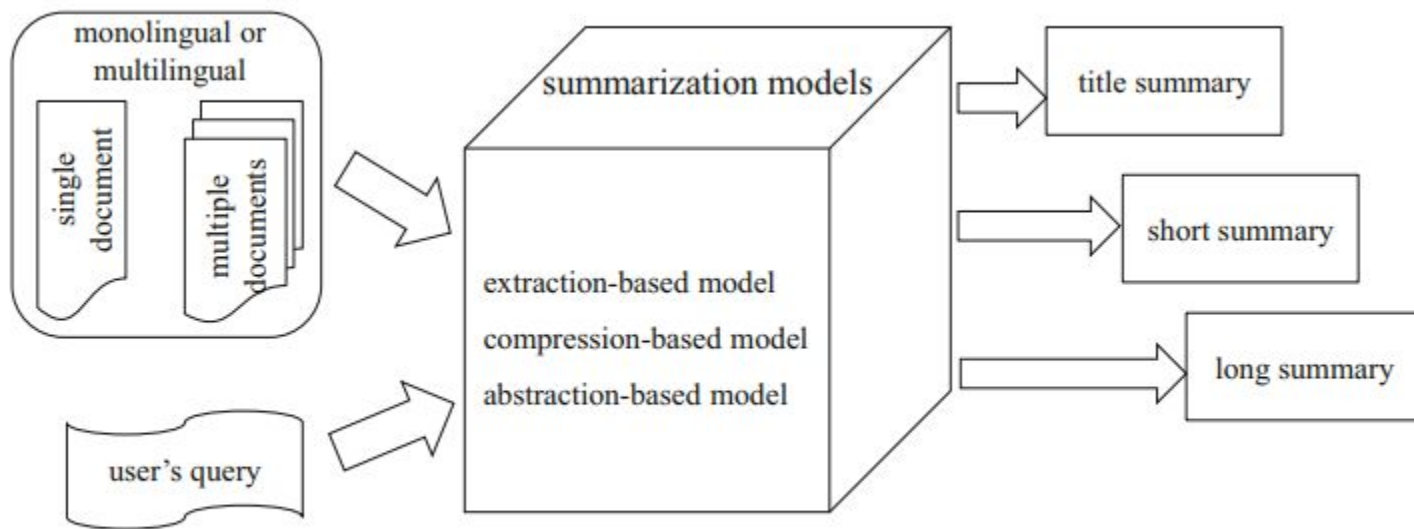 monolingual or
multilingual
single
document
multiple
documents
user’s query
summarization models
extraction-based model
compression-based model
abstraction-based model
title summary
short summary
long summary